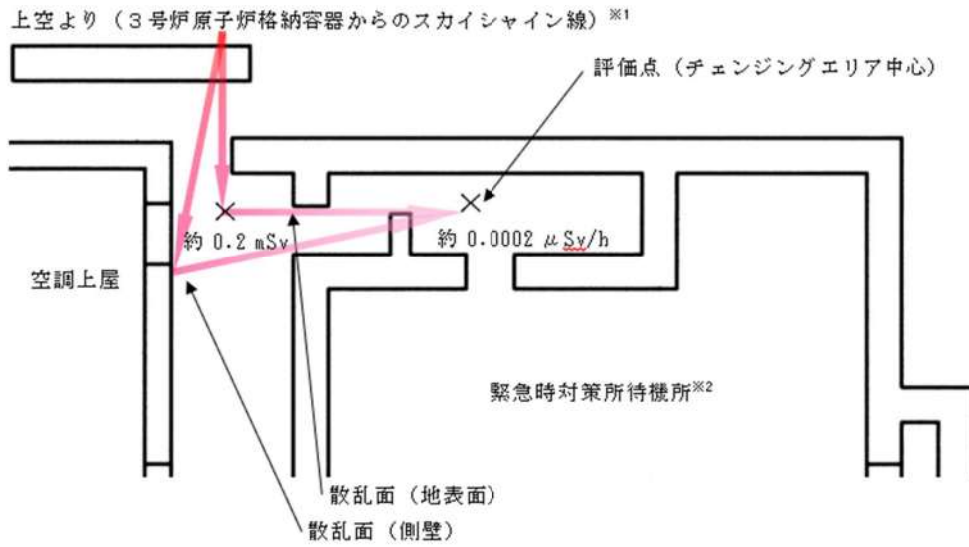 上空より（３号炉原子炉格納容器からのスカイシャイン線）※1
評価点（チェンジングエリア中心）
約 0.2 mSv
約 0.0002 μSv/h
空調上屋
緊急時対策所待機所※2
散乱面（地表面）
散乱面（側壁）